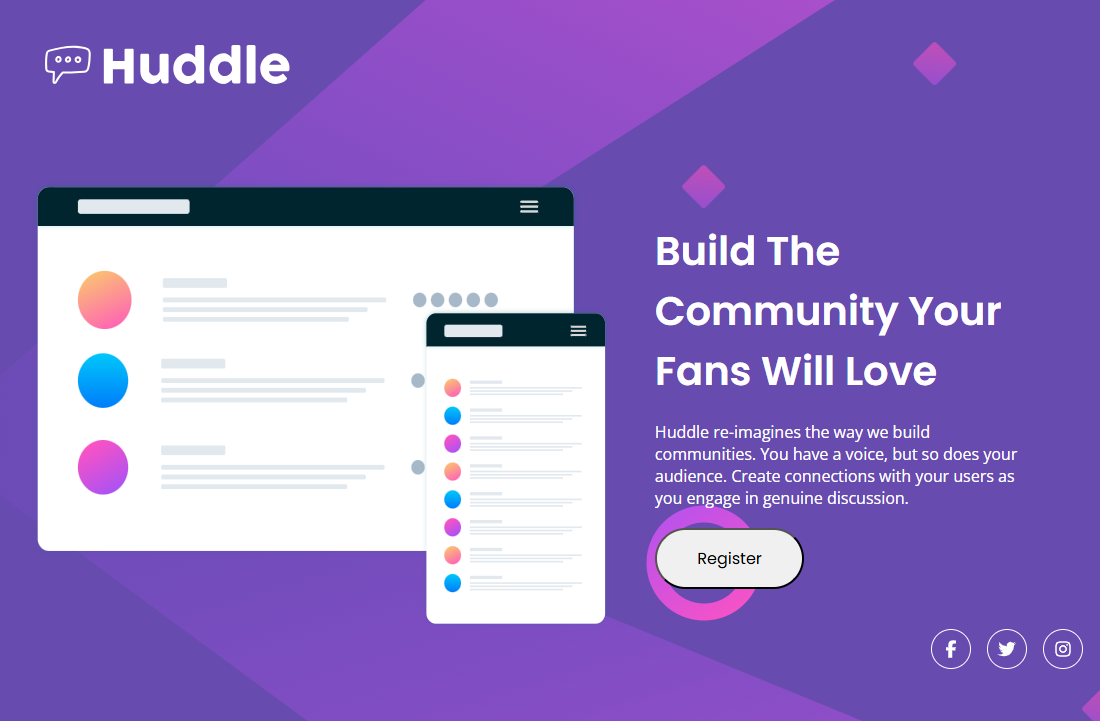 Huddle
Build The
Community Your
Fans Will Love
Huddle re-imagines the way we build
communities. You have a voice, but so does your
audience. Create connections with your users as
you engage in genuine discussion.
Register